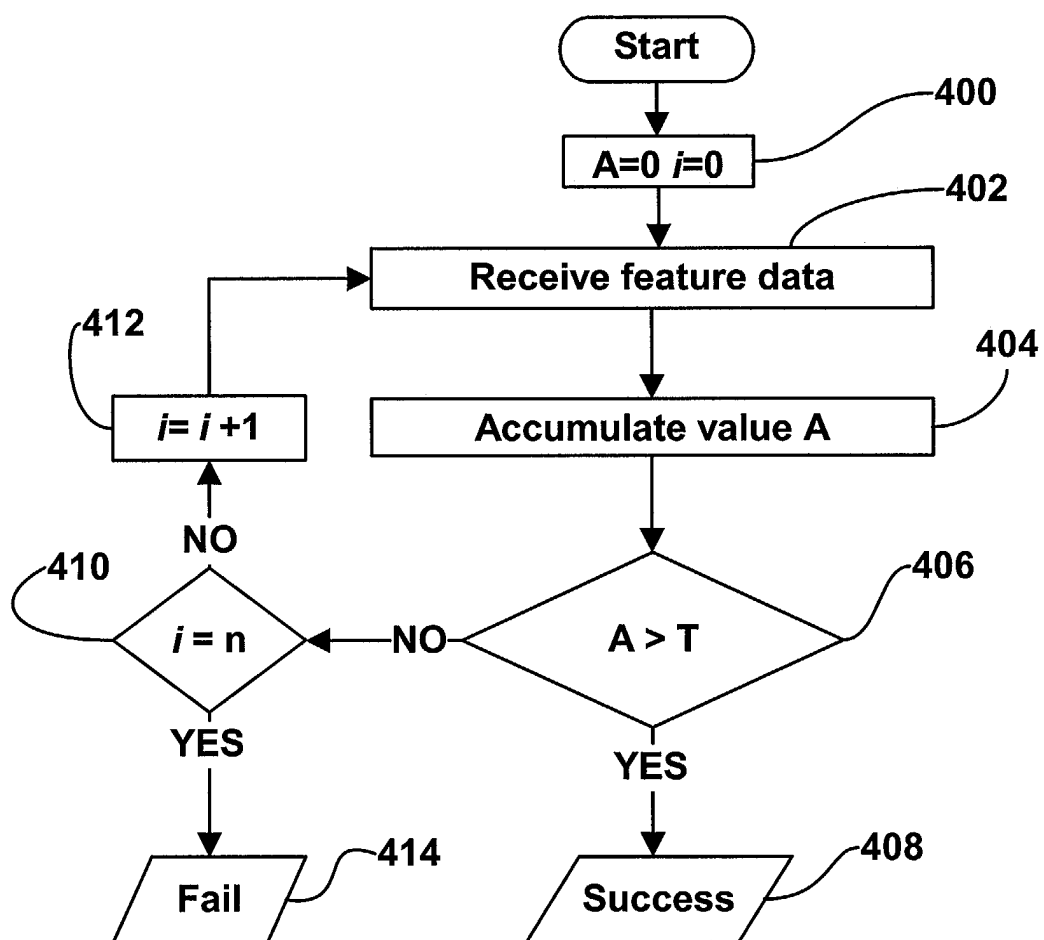 Start
400
A=0 i=0
402
Receive feature data
412
404
i= i +1
Accumulate value A
NO
410
406
i = n
NO
A > T
YES
YES
414
408
Fail
Success